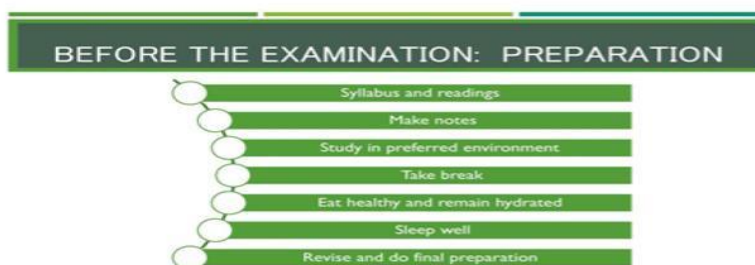 BEFORE THE EXAMINATION: PREPARATION
Syllabus and readings
Make notes
Study in preferred environment
Take break
Eat healthy and remain hydrated
Sleep well
Revise and do final preparation